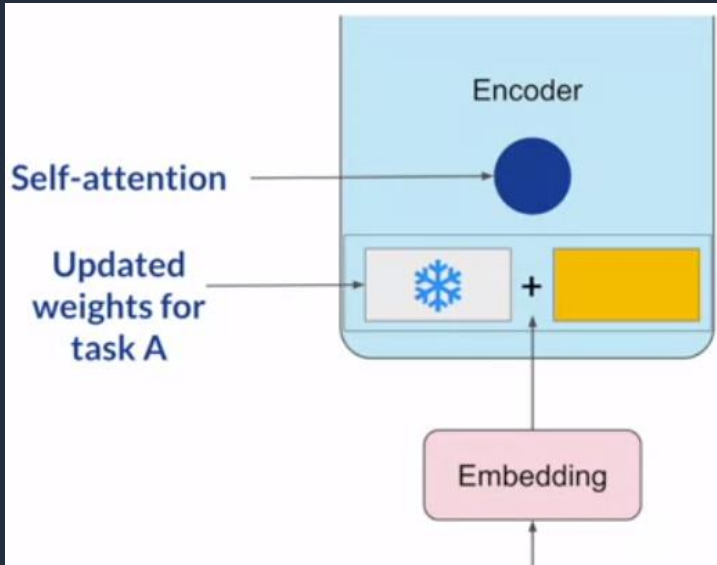 Encoder
Self-attention
Updated
weights for
task A
+
Embedding